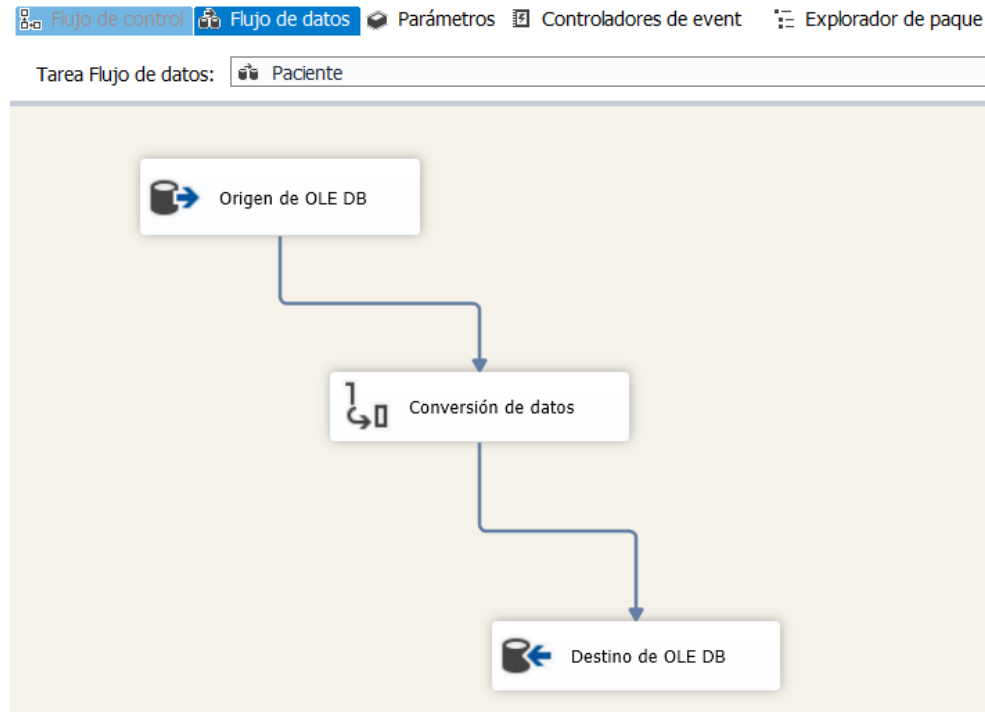 Flujo de control Flujo de datos Parámetros Controladores de event Explorador de paque
Tarea Flujo de datos: Paciente
Origen de OLE DB
Conversión de datos
Destino de OLE DB